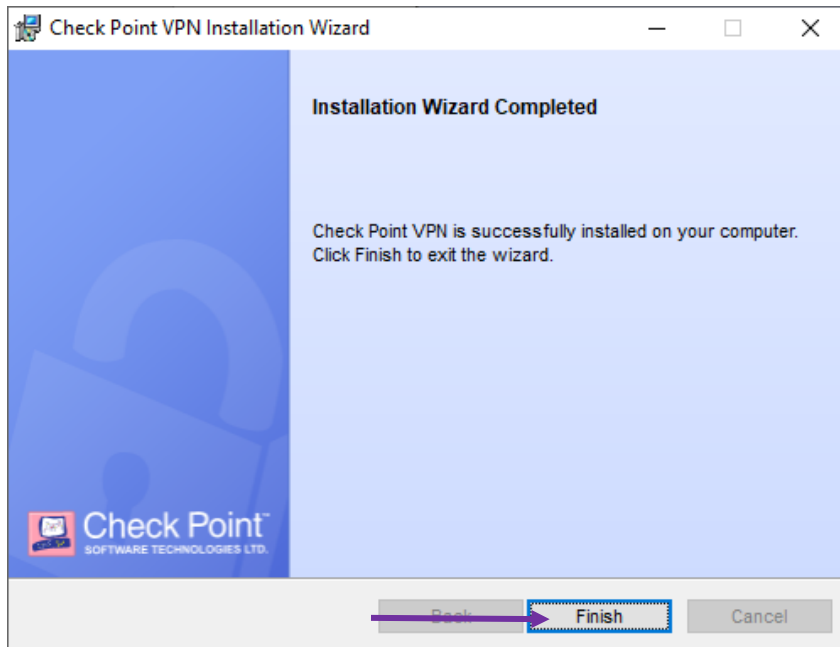 Check Point VPN Installation Wizard
Installation Wizard Completed
Check Point VPN is successfully installed on your computer.
Click Finish to exit the wizard.
Check Point™
SOFTWARE TECHNOLOGIES LTD.
Back
Finish
Cancel